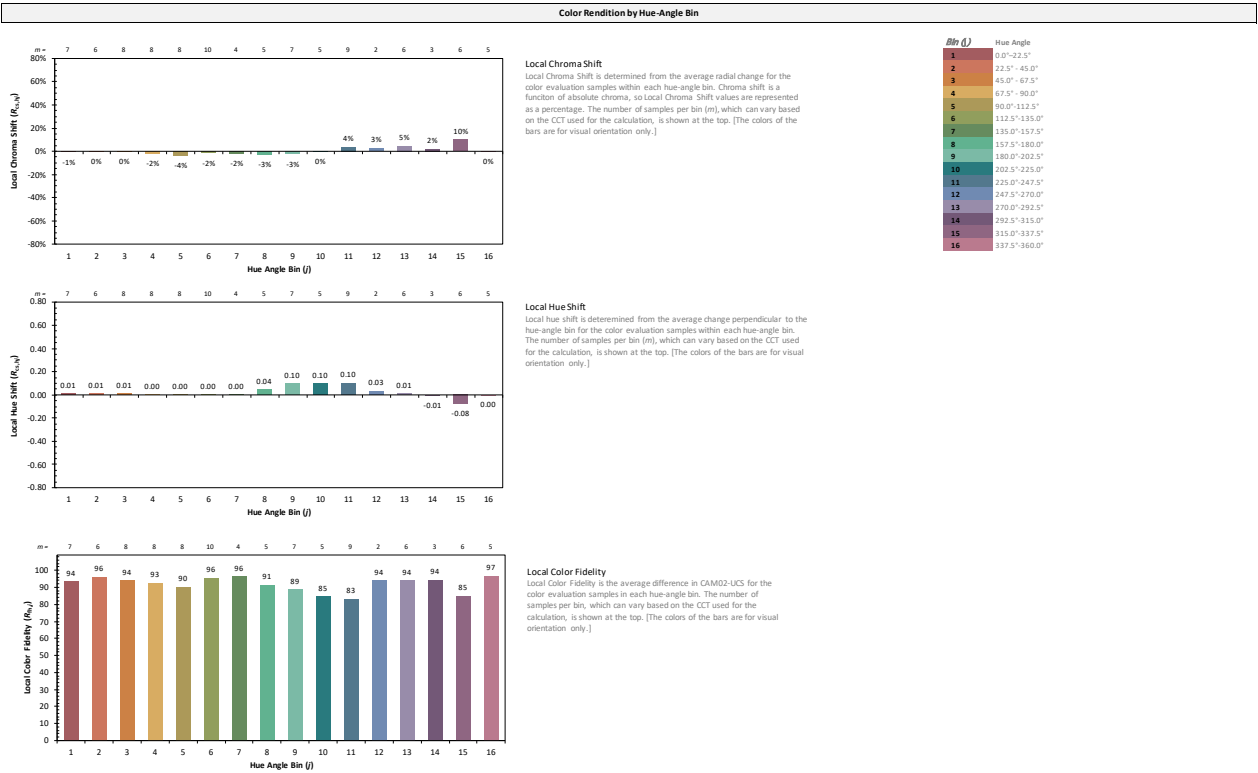 Color Rendition by Hue-Angle Bin
m = 7 6 8 8 8 10 4 5 7 5 9 2 6 3 6 5
80%
60%
40%
20%
0%
-20%
-40%
-60%
-80%
Local Chroma Shift (Rcs,hj)
-1% 0% 0% -2% -4% -2% -2% -3% -3% 0% 4% 3% 5% 2% 10% 0%
1 2 3 4 5 6 7 8 9 10 11 12 13 14 15 16
Hue Angle Bin (j)
Local Chroma Shift
Local Chroma Shift is determined from the average radial change for the
color evaluation samples within each hue-angle bin. Chroma shift is a
funciton of absolute chroma, so Local Chroma Shift values are represented
as a percentage. The number of samples per bin (m), which can vary based
on the CCT used for the calculation, is shown at the top. [The colors of the
bars are for visual orientation only.]
Bin (j) Hue Angle
1 0.0°-22.5°
2 22.5° - 45.0°
3 45.0° - 67.5°
4 67.5° - 90.0°
5 90.0°-112.5°
6 112.5°-135.0°
7 135.0°-157.5°
8 157.5°-180.0°
9 180.0°-202.5°
10 202.5°-225.0°
11 225.0°-247.5°
12 247.5°-270.0°
13 270.0°-292.5°
14 292.5°-315.0°
15 315.0°-337.5°
16 337.5°-360.0°
m = 7 6 8 8 8 10 4 5 7 5 9 2 6 3 6 5
0.80
0.60
0.40
0.20
0.00
-0.20
-0.40
-0.60
-0.80
Local Hue Shift (Rcs,hj)
0.01 0.01 0.01 0.00 0.00 0.00 0.00 0.04 0.10 0.10 0.10 0.03 0.01 -0.01 -0.08 0.00
1 2 3 4 5 6 7 8 9 10 11 12 13 14 15 16
Hue Angle Bin (j)
Local Hue Shift
Local hue shift is deteremined from the average change perpendicular to the
hue-angle bin for the color evaluation samples within each hue-angle bin.
The number of samples per bin (m), which can vary based on the CCT used
for the calculation, is shown at the top. [The colors of the bars are for visual
orientation only.]
m = 7 6 8 8 8 10 4 5 7 5 9 2 6 3 6 5
100
90
80
70
60
50
40
30
20
10
0
Local Color Fidelity (Rfh,j)
94 96 94 93 90 96 96 91 89 85 83 94 94 94 85 97
1 2 3 4 5 6 7 8 9 10 11 12 13 14 15 16
Hue Angle Bin (j)
Local Color Fidelity
Local Color Fidelity is the average difference in CAM02-UCS for the
color evaluation samples in each hue-angle bin. The number of
samples per bin, which can vary based on the CCT used for the
calculation, is shown at the top. [The colors of the bars are for visual
orientation only.]